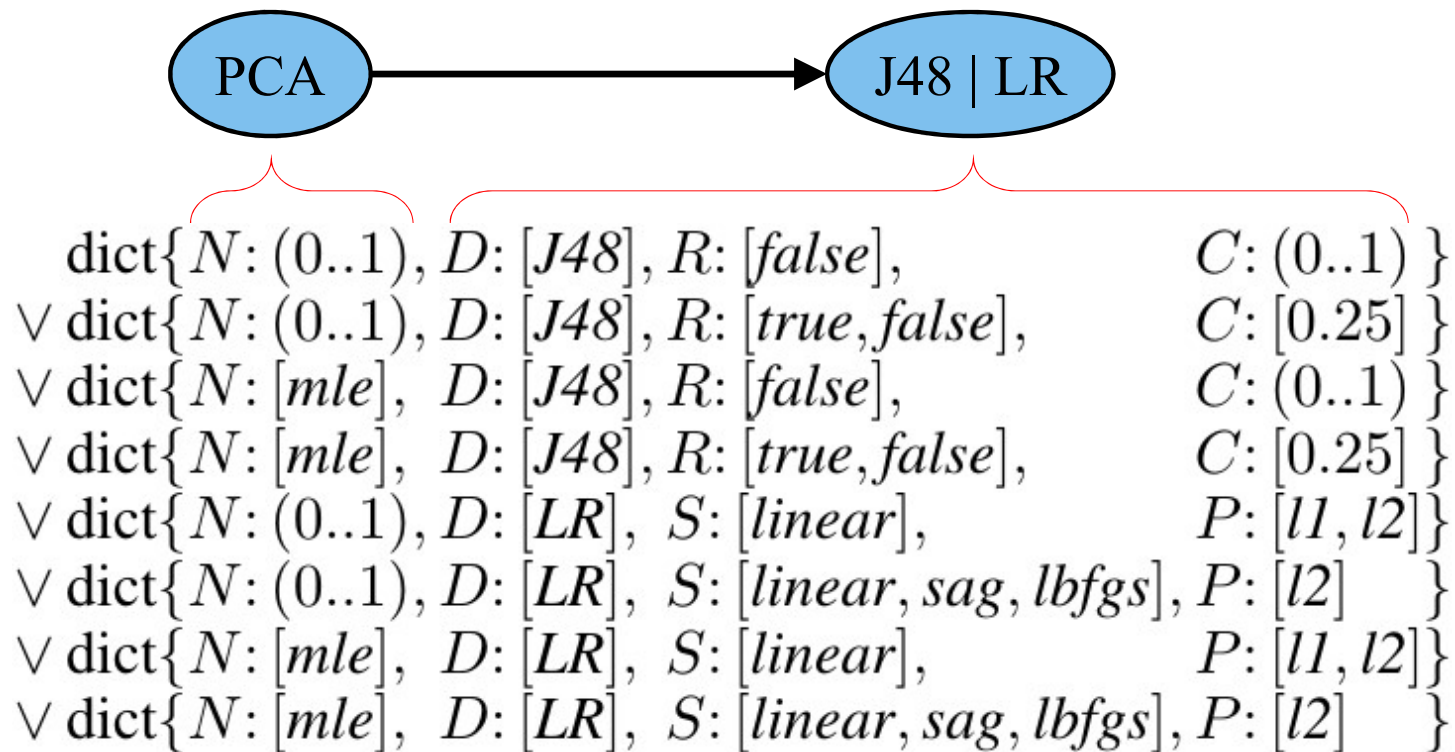 PCA J48 | LR
dict{N: (0..1), D: [J48], R: [false], C: (0..1) }
∨ dict{N: (0..1), D: [J48], R: [true, false], C: [0.25] }
∨ dict{N: [mle], D: [J48], R: [false], C: (0..1) }
∨ dict{N: [mle], D: [J48], R: [true, false], C: [0.25] }
∨ dict{N: (0..1), D: [LR], S: [linear], P: [l1, l2]}
∨ dict{N: (0..1), D: [LR], S: [linear, sag, lbfgs], P: [l2] }
∨ dict{N: [mle], D: [LR], S: [linear], P: [l1, l2]}
∨ dict{N: [mle], D: [LR], S: [linear, sag, lbfgs], P: [l2] }